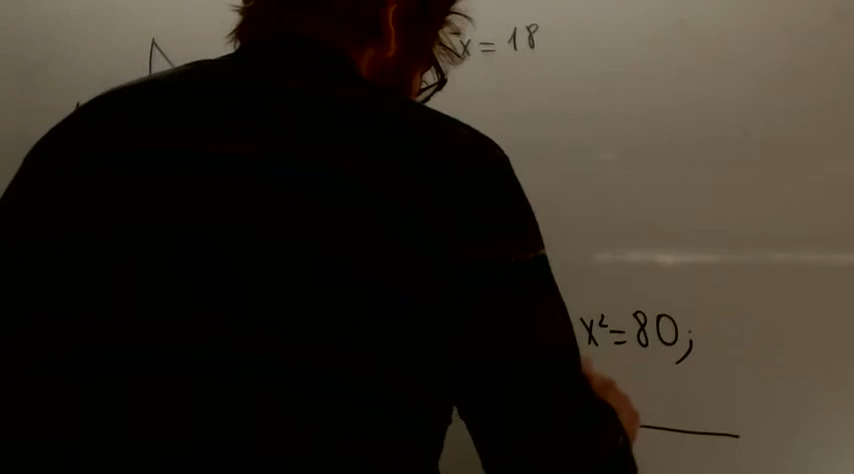 x = 18
x² = 80;